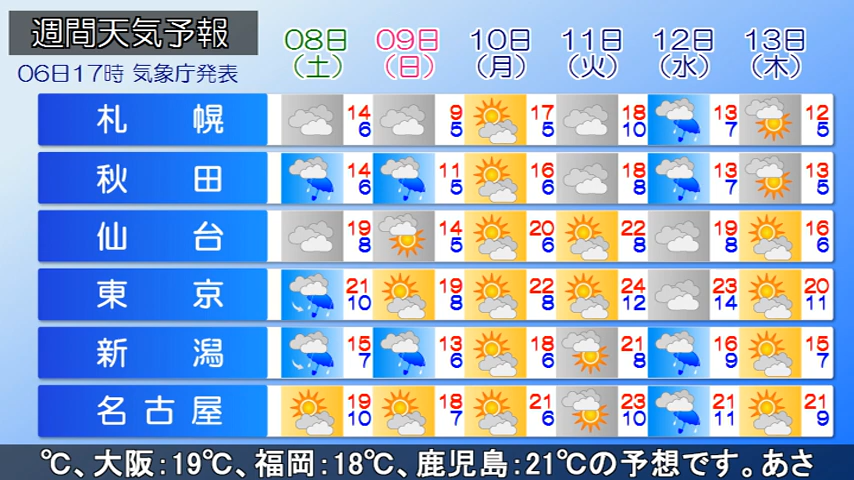 週間天気予報
06日17時 気象庁発表
08日 09日 10日 11日 12日 13日
(土) (日) (月) (火) (水) (木)
札幌 14 6 9 5 17 5 18 10 13 7 12 5
秋田 14 6 11 5 16 6 18 8 13 7 13 5
仙台 19 8 14 5 20 6 22 8 19 8 16 6
東京 21 10 19 8 22 8 24 12 23 14 20 11
新潟 15 7 13 6 18 6 21 8 16 9 15 7
名古屋 19 10 18 7 21 6 23 10 21 11 21 9
℃、大阪:19℃、福岡:18℃、鹿児島:21℃の予想です。あさ